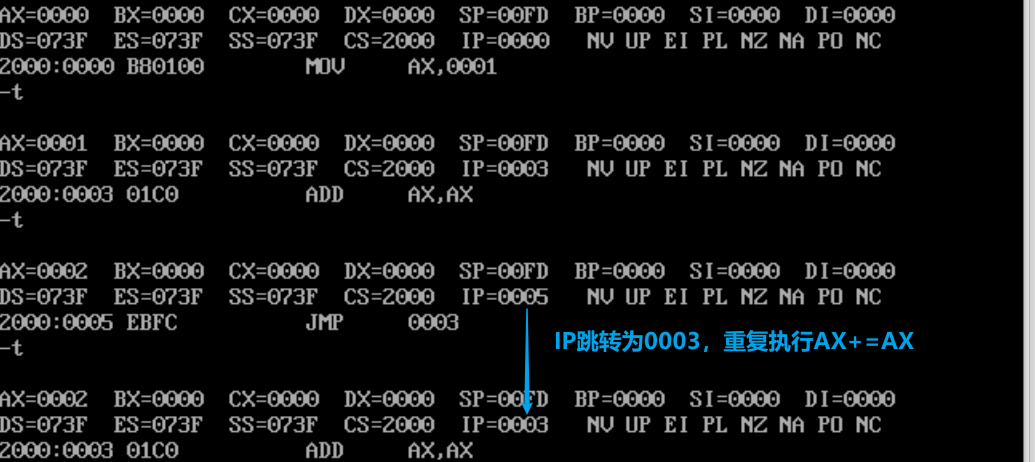 AX=0000 BX=0000 CX=0000 DX=0000 SP=00FD BP=0000 SI=0000 DI=0000
DS=073F ES=073F SS=073F CS=2000 IP=0000 NV UP EI PL NZ NA PO NC
2000:0000 B80100 MOV AX,0001
-t
AX=0001 BX=0000 CX=0000 DX=0000 SP=00FD BP=0000 SI=0000 DI=0000
DS=073F ES=073F SS=073F CS=2000 IP=0003 NV UP EI PL NZ NA PO NC
2000:0003 01C0 ADD AX,AX
-t
AX=0002 BX=0000 CX=0000 DX=0000 SP=00FD BP=0000 SI=0000 DI=0000
DS=073F ES=073F SS=073F CS=2000 IP=0005 NV UP EI PL NZ NA PO NC
2000:0005 EBFC JMP 0003
-t
IP跳转为0003，重复执行AX+=AX
AX=0002 BX=0000 CX=0000 DX=0000 SP=00FD BP=0000 SI=0000 DI=0000
DS=073F ES=073F SS=073F CS=2000 IP=0003 NV UP EI PL NZ NA PO NC
2000:0003 01C0 ADD AX,AX